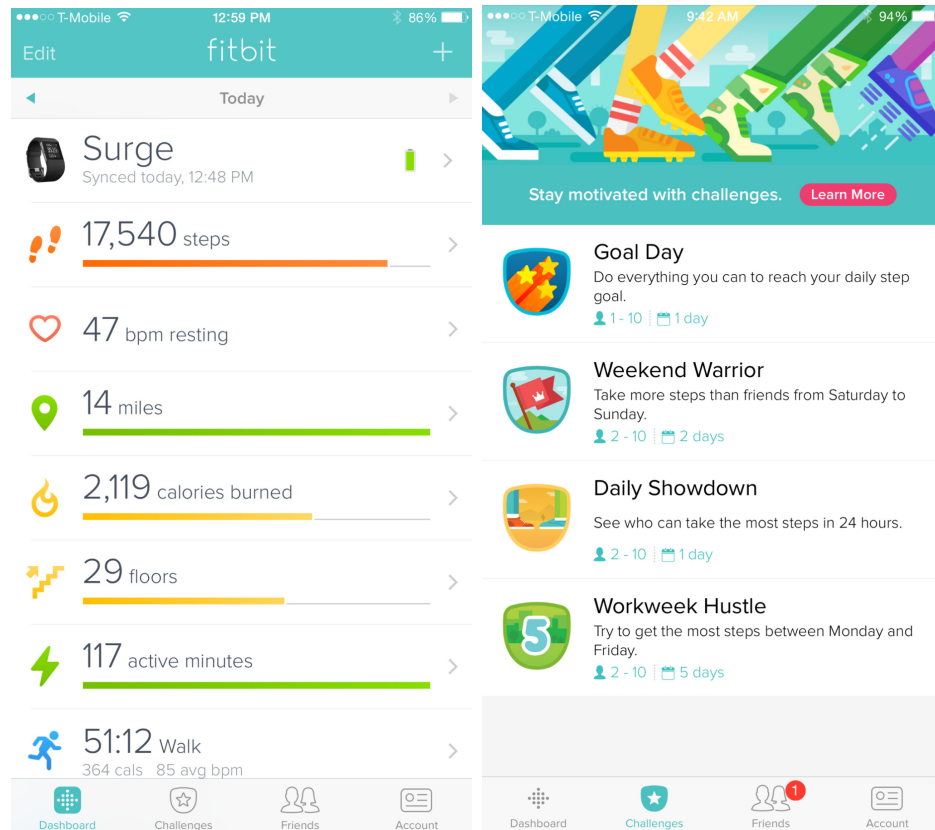 T-Mobile 12:59 PM 86%
Edit fitbit +
Today
Surge
Synced today, 12:48 PM
17,540 steps
47 bpm resting
14 miles
2,119 calories burned
29 floors
117 active minutes
51:12 Walk
364 cals 85 avg bpm
Dashboard Challenges Friends Account
T-Mobile 9:42 AM 94%
Stay motivated with challenges. Learn More
Goal Day
Do everything you can to reach your daily step
goal.
1 - 10 1 day
Weekend Warrior
Take more steps than friends from Saturday to
Sunday.
2 - 10 2 days
Daily Showdown
See who can take the most steps in 24 hours.
2 - 10 1 day
5
Workweek Hustle
Try to get the most steps between Monday and
Friday.
2 - 10 5 days
1
Dashboard Challenges Friends Account